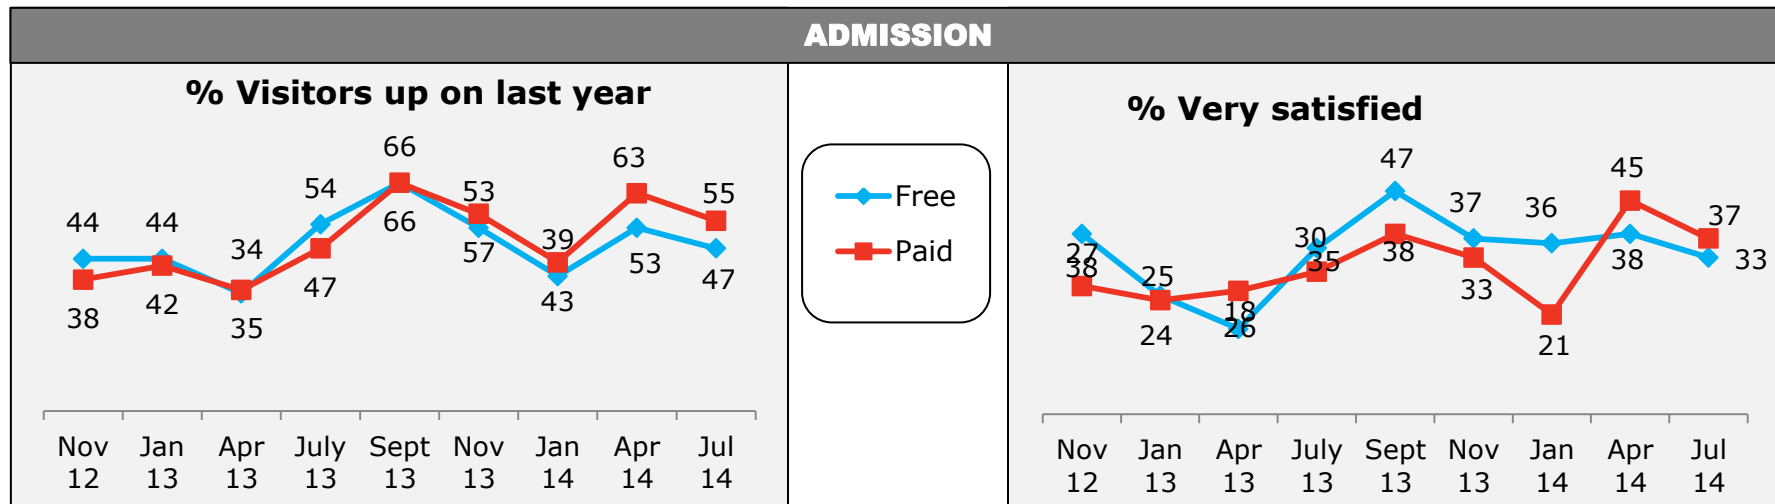 ADMISSION
% Visitors up on last year
44 44 34 54 66 53 39 63 55
38 42 35 47 66 57 43 53 47
Nov 12 Jan 13 Apr 13 July 13 Sept 13 Nov 13 Jan 14 Apr 14 Jul 14
Free
Paid
% Very satisfied
27 25 18 30 47 37 36 45 37
38 24 26 35 38 33 21 38 33
Nov 12 Jan 13 Apr 13 July 13 Sept 13 Nov 13 Jan 14 Apr 14 Jul 14